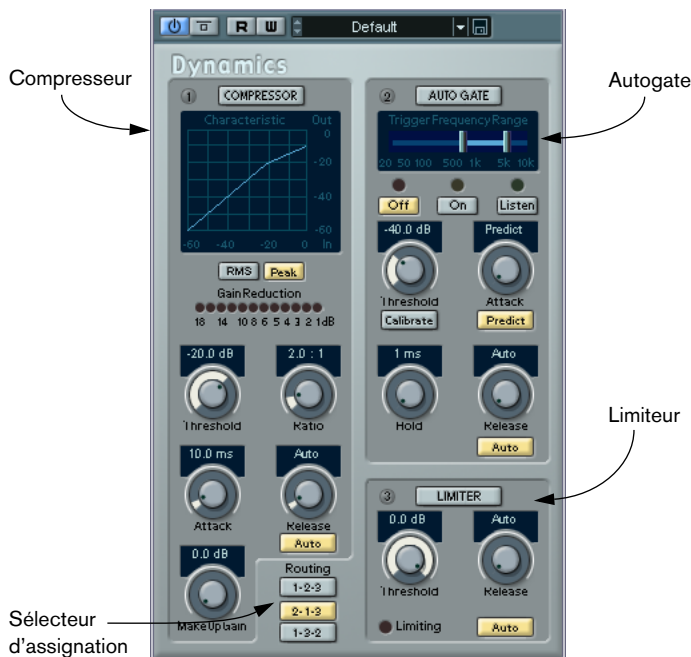 R W Default
Dynamics
Compresseur
1 COMPRESSOR
Characteristic Out
0
-20
-40
-60
-60 -40 -20 0 In
RMS Peak
Gain Reduction
18 14 10 8 6 5 4 3 2 1dB
-20.0 dB 2.0 : 1
Threshold Ratio
10.0 ms Auto
Attack Release
Auto
0.0 dB
MakeUp Gain
Routing
1-2-3
2-1-3
1-3-2
Sélecteur
d'assignation
Autogate
2 AUTO GATE
Trigger Frequency Range
20 50 100 500 1k 5k 10k
Off On Listen
-40.0 dB Predict
Threshold Attack
Calibrate Predict
1 ms Auto
Hold Release
Auto
Limiteur
3 LIMITER
0.0 dB Auto
Threshold Release
Limiting Auto